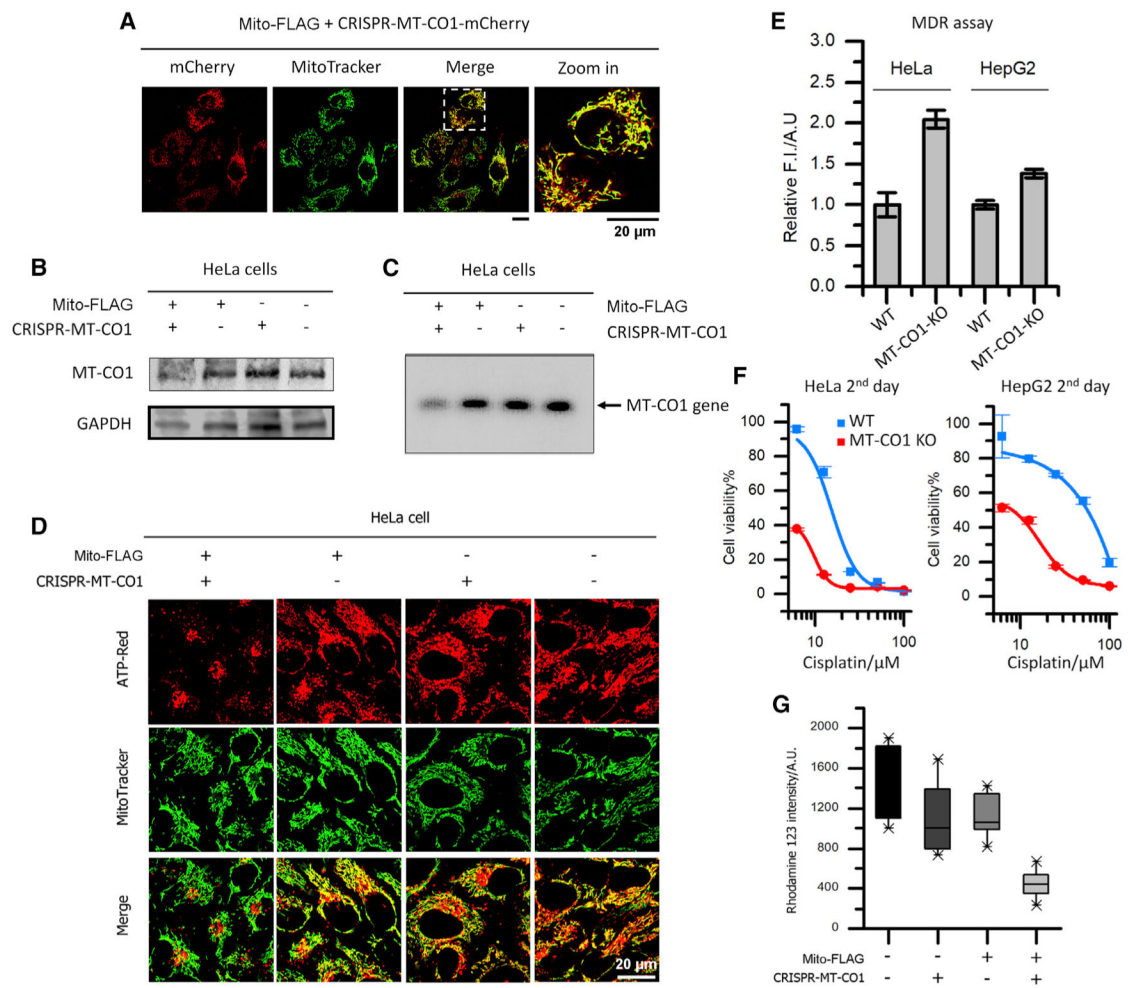 A
Mito-FLAG + CRISPR-MT-CO1-mCherry
mCherry MitoTracker Merge Zoom in
20 µm
B
HeLa cells
Mito-FLAG + + - -
CRISPR-MT-CO1 + - + -
MT-CO1
GAPDH
C
HeLa cells
+ + - - Mito-FLAG
+ - + - CRISPR-MT-CO1
MT-CO1 gene
D
HeLa cell
Mito-FLAG + + - -
CRISPR-MT-CO1 + - + -
ATP-Red
MitoTracker
Merge
20 µm
E
MDR assay
HeLa HepG2
Relative F.I./A.U
3.0
2.5
2.0
1.5
1.0
0.5
0.0
WT MT-CO1-KO WT MT-CO1-KO
F
HeLa 2nd day
WT
MT-CO1 KO
Cell viability%
100
80
60
40
20
0
10 100
Cisplatin/µM
HepG2 2nd day
Cell viability%
100
80
60
40
20
0
10 100
Cisplatin/µM
G
Rhodamine 123 intensity/A.U.
2000
1600
1200
800
400
0
Mito-FLAG - - + +
CRISPR-MT-CO1 - + - +